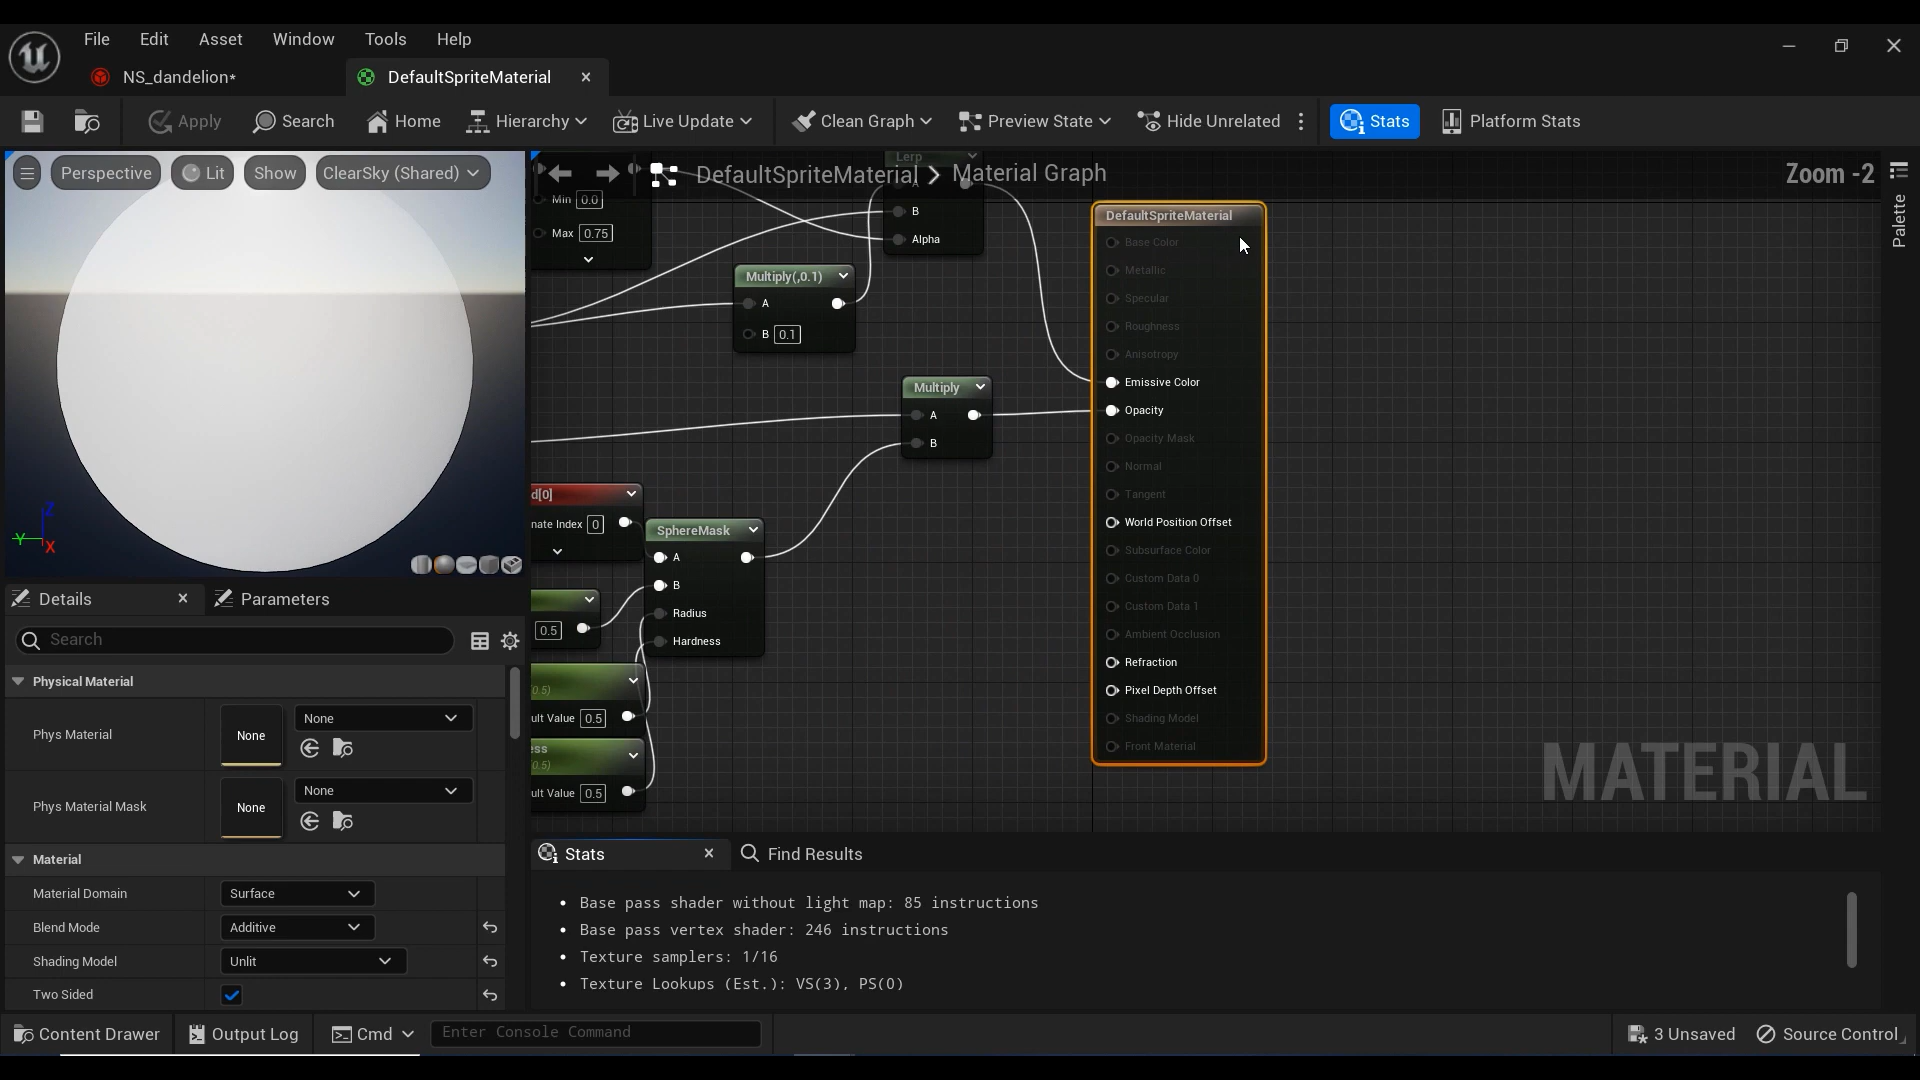 File Edit Asset Window Tools Help
NS_dandelion* DefaultSpriteMaterial
Apply Search Home Hierarchy Live Update Clean Graph Preview State Hide Unrelated Stats Platform Stats
Perspective Lit Show ClearSky (Shared)
DefaultSpriteMaterial > Material Graph Zoom -2
Palette
Lerp
A
B
Alpha
Min 0.0
Max 0.75
Multiply(,0.1)
A
B 0.1
Multiply
A
B
d[0]
nate Index 0
SphereMask
A
B
Radius
Hardness
0.5
(0.5)
ult Value 0.5
ess
(0.5)
ult Value 0.5
DefaultSpriteMaterial
Base Color
Metallic
Specular
Roughness
Anisotropy
Emissive Color
Opacity
Opacity Mask
Normal
Tangent
World Position Offset
Subsurface Color
Custom Data 0
Custom Data 1
Ambient Occlusion
Refraction
Pixel Depth Offset
Shading Model
Front Material
MATERIAL
Z
Y
X
Details Parameters
Search
Physical Material
Phys Material None None
Phys Material Mask None None
Material
Material Domain Surface
Blend Mode Additive
Shading Model Unlit
Two Sided
Stats Find Results
• Base pass shader without light map: 85 instructions
• Base pass vertex shader: 246 instructions
• Texture samplers: 1/16
• Texture Lookups (Est.): VS(3), PS(0)
Content Drawer Output Log Cmd Enter Console Command 3 Unsaved Source Control